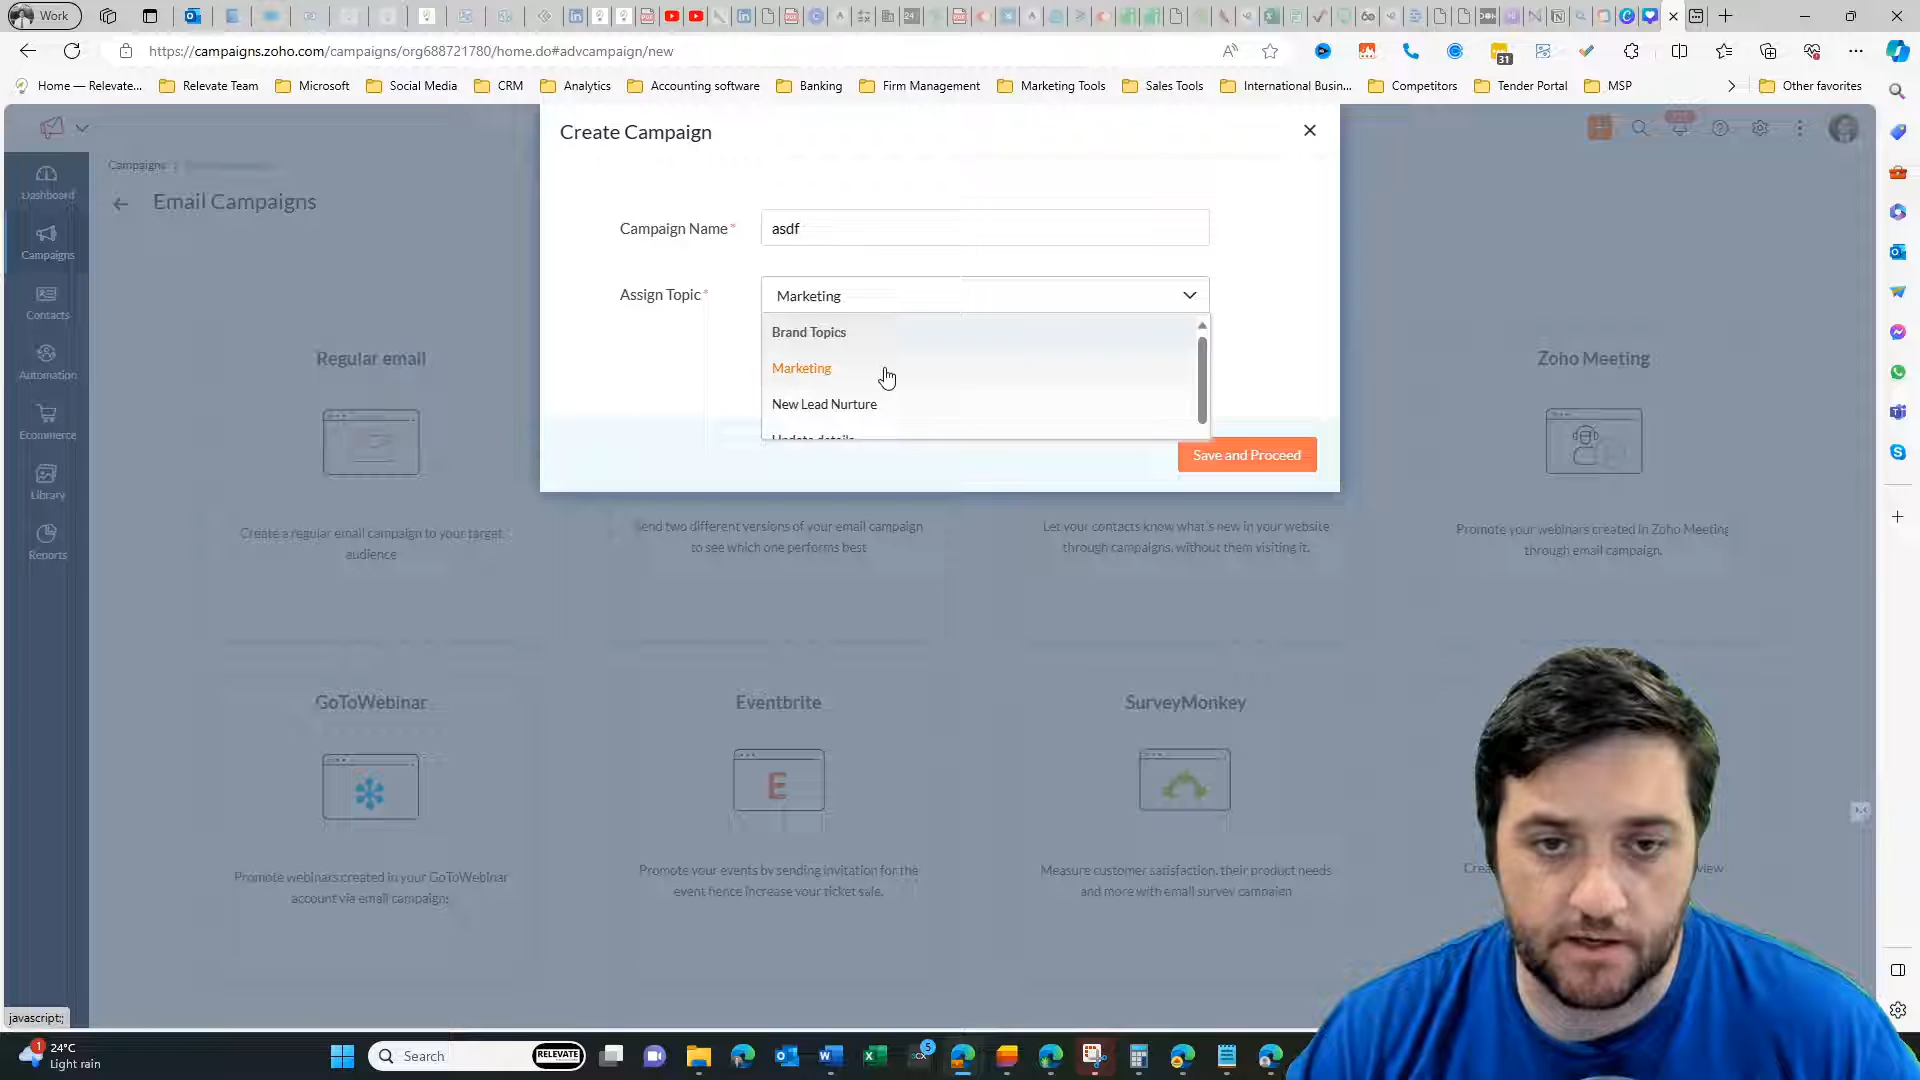 Work
https://campaigns.zoho.com/campaigns/org688721780/home.do#advcampaign/new
Home — Relevate... Relevate Team Microsoft Social Media CRM Analytics Accounting software Banking Firm Management Marketing Tools Sales Tools International Busin... Competitors Tender Portal MSP Other favorites
Create Campaign
Campaigns
Email Campaigns
Dashboard
Campaigns
Contacts
Automation
Ecommerce
Library
Reports
Campaign Name*
asdf
Assign Topic*
Marketing
Brand Topics
Marketing
New Lead Nurture
Update details
Save and Proceed
Regular email
Zoho Meeting
Create a regular email campaign to your target audience
Send two different versions of your email campaign to see which one performs best
Let your contacts know what's new in your website through campaigns, without them visiting it.
Promote your webinars created in Zoho Meeting through email campaign.
GoToWebinar
Eventbrite
SurveyMonkey
Promote webinars created in your GoToWebinar account via email campaign.
Promote your events by sending invitation for the event hence increase your ticket sale.
Measure customer satisfaction, their product needs and more with email survey campaign
javascript:;
24°C
Light rain
Search
RELEVATE